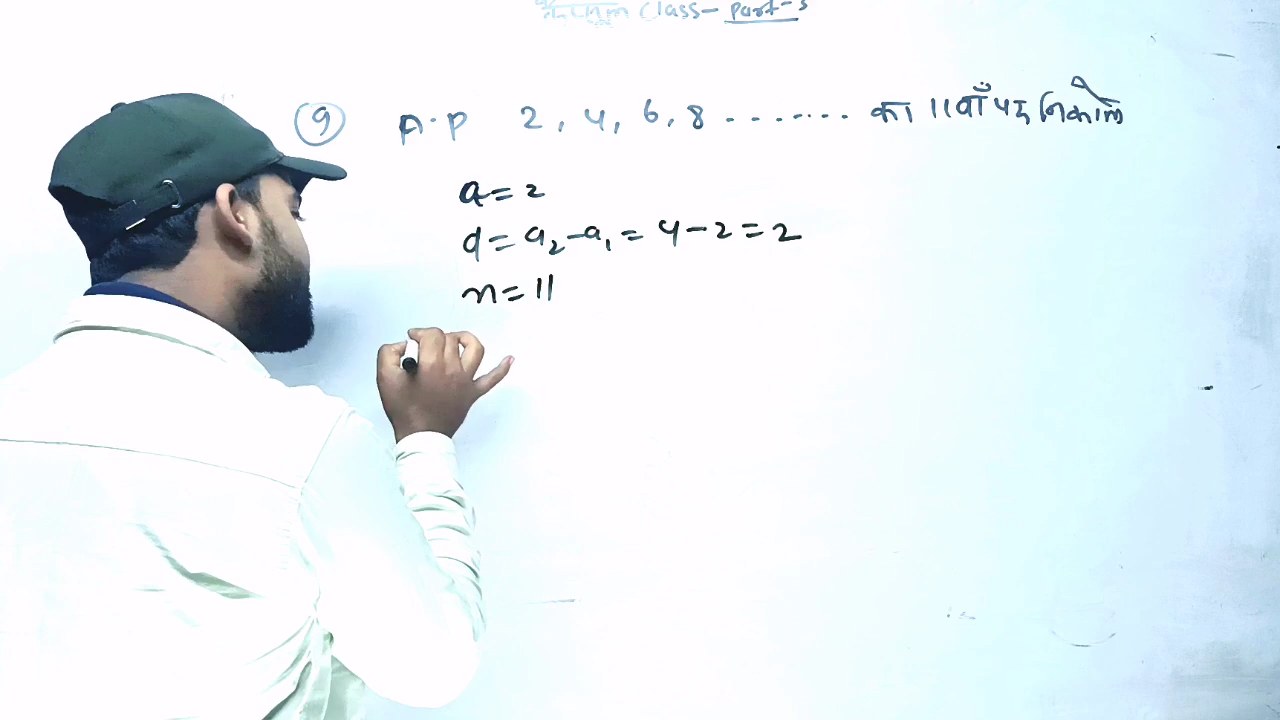 Class- Part-3
9 A.P 2, 4, 6, 8 ....... का 11वाँ पद निकालें
a = 2
d = a₂-a₁ = 4-2=2
n = 11